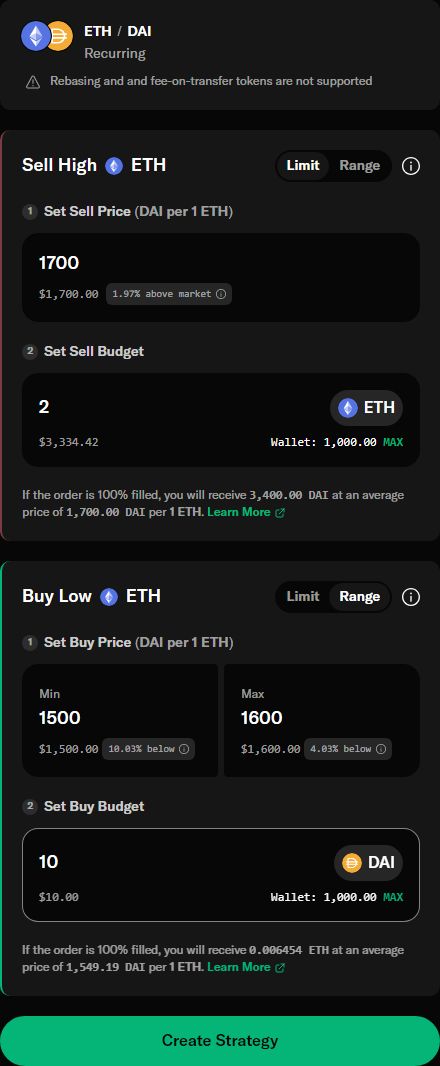 ETH / DAI
Recurring
Rebasing and and fee-on-transfer tokens are not supported
Sell High ETH Limit Range
1 Set Sell Price (DAI per 1 ETH)
1700
$1,700.00 1.97% above market
2 Set Sell Budget
2 ETH
$3,334.42 Wallet: 1,000.00 MAX
If the order is 100% filled, you will receive 3,400.00 DAI at an average
price of 1,700.00 DAI per 1 ETH. Learn More
Buy Low ETH Limit Range
1 Set Buy Price (DAI per 1 ETH)
Min Max
1500 1600
$1,500.00 10.03% below $1,600.00 4.03% below
2 Set Buy Budget
10 DAI
$10.00 Wallet: 1,000.00 MAX
If the order is 100% filled, you will receive 0.006454 ETH at an average
price of 1,549.19 DAI per 1 ETH. Learn More
Create Strategy